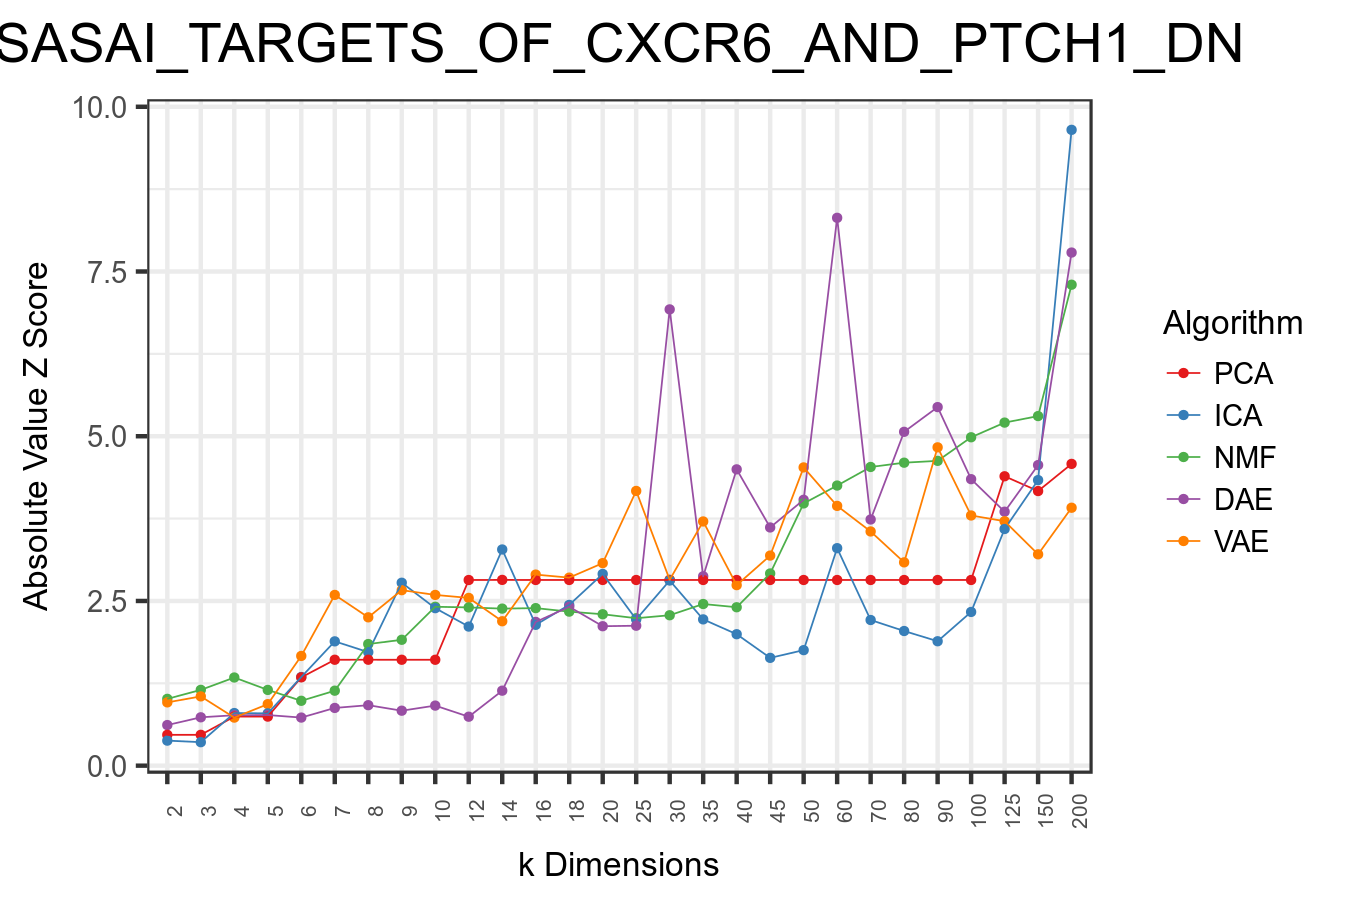 SASAI_TARGETS_OF_CXCR6_AND_PTCH1_DN
10.0
7.5
5.0
2.5
0.0
Absolute Value Z Score
2 3 4 5 6 7 8 9 10 12 14 16 18 20 25 30 35 40 45 50 60 70 80 90 100 125 150 200
k Dimensions
Algorithm
PCA
ICA
NMF
DAE
VAE